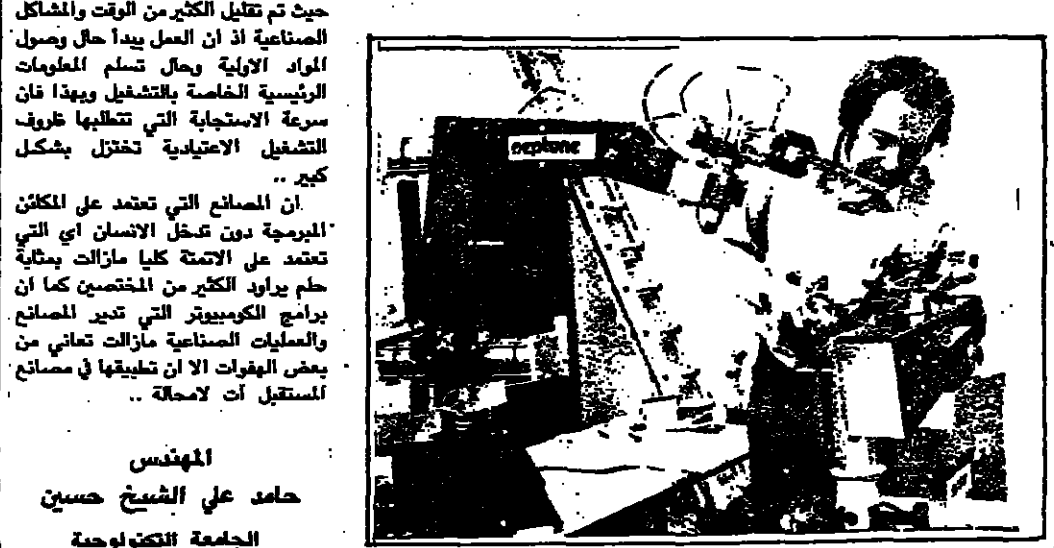 حيث تم تقليل الكثير من الوقت والمشاكل
الصناعية اذ ان العمل يبدأ حال وصول
المواد الاولية وحال تسلم المعلومات
الرئيسية الخاصة بالتشغيل وبهذا فان
سرعة الاستجابة التي تتطلبها ظروف
التشغيل الاعتيادية تختزل بشكل
كبير ..
ان المصانع التي تعتمد على المكائن
المبرمجة دون تدخل الانسان اي التي
تعتمد على الاتمتة كليا مازالت بمثابة
حلم يراود الكثير من المختصين كما ان
برامج الكومبيوتر التي تدير المصانع
والعمليات الصناعية مازالت تعاني من
بعض الهفوات الا ان تطبيقها في مصانع
المستقبل آت لامحالة ..
المهندس
حامد علي الشيخ حسين
الجامعة التكنولوجية
neptune